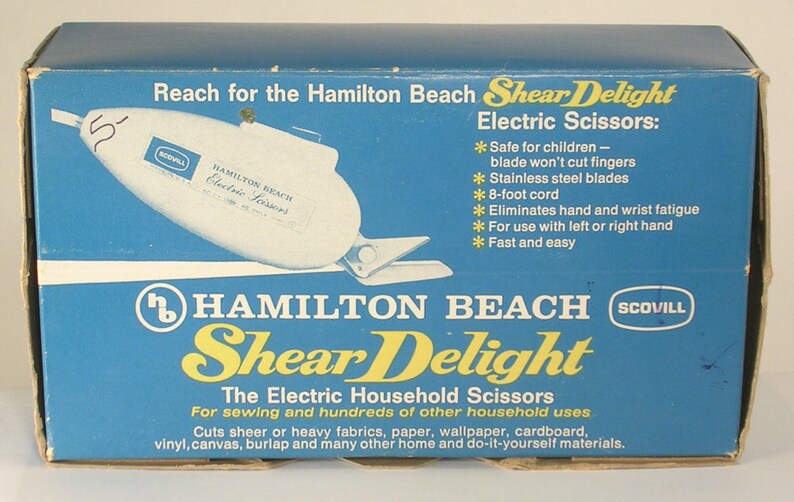 Reach for the Hamilton Beach Shear Delight
Electric Scissors:
* Safe for children —
blade won't cut fingers
* Stainless steel blades
* 8-foot cord
* Eliminates hand and wrist fatigue
* For use with left or right hand
* Fast and easy
5-
SCOVILL
HAMILTON BEACH
Electric Scissors
hb HAMILTON BEACH SCOVILL
Shear Delight
The Electric Household Scissors
For sewing and hundreds of other household uses
Cuts sheer or heavy fabrics, paper, wallpaper, cardboard,
vinyl, canvas, burlap and many other home and do-it-yourself materials.